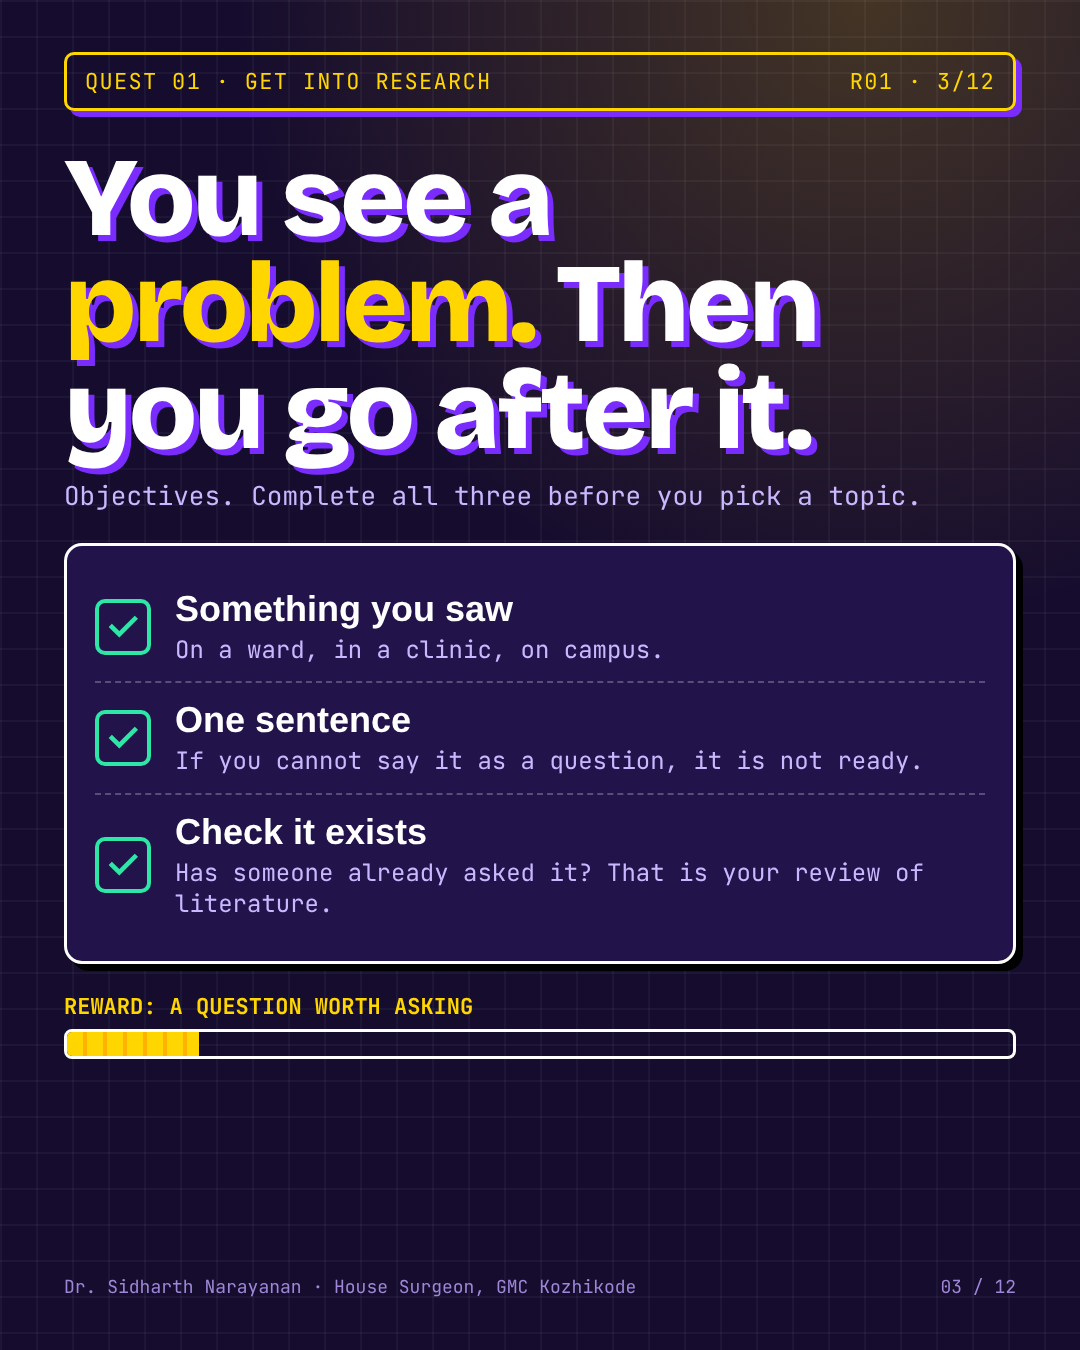 QUEST 01 · GET INTO RESEARCH
R01 · 3/12
You see a
problem. Then
you go after it.
Objectives. Complete all three before you pick a topic.
Something you saw
On a ward, in a clinic, on campus.
One sentence
If you cannot say it as a question, it is not ready.
Check it exists
Has someone already asked it? That is your review of
literature.
REWARD: A QUESTION WORTH ASKING
Dr. Sidharth Narayanan · House Surgeon, GMC Kozhikode
03 / 12